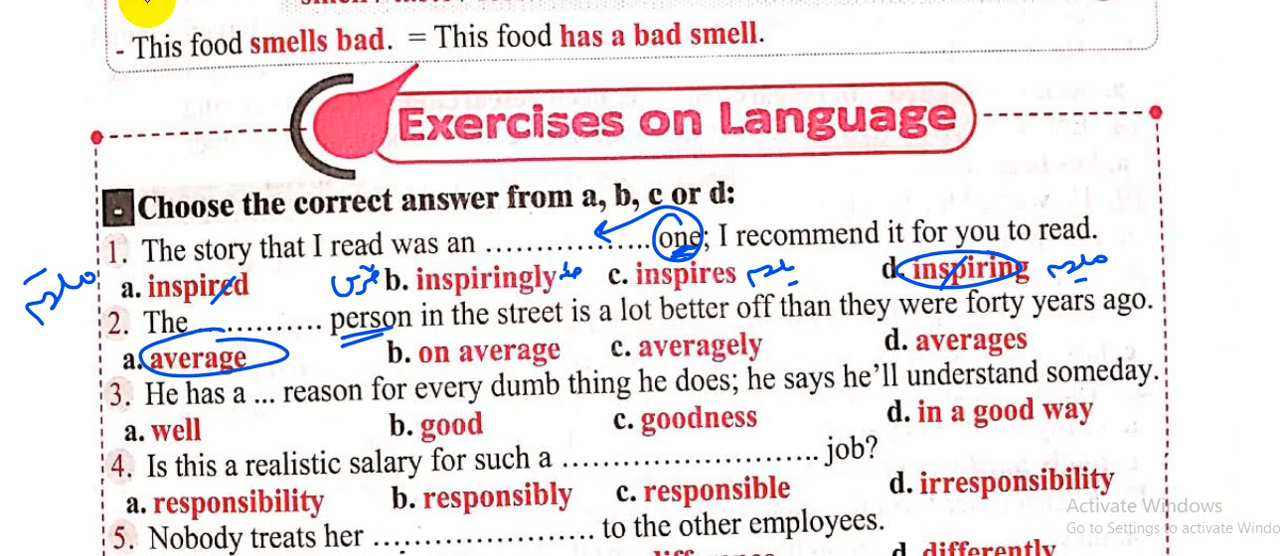 - This food smells bad. = This food has a bad smell.
Exercises on Language
- Choose the correct answer from a, b, c or d:
1. The story that I read was an .................... one; I recommend it for you to read.
a. inspired b. inspiringly c. inspires d. inspiring
2. The .............. person in the street is a lot better off than they were forty years ago.
a. average b. on average c. averagely d. averages
3. He has a ... reason for every dumb thing he does; he says he'll understand someday.
a. well b. good c. goodness d. in a good way
4. Is this a realistic salary for such a .............................. job?
a. responsibility b. responsibly c. responsible d. irresponsibility
5. Nobody treats her .......................... to the other employees.
d. differently
Activate Windows
Go to Settings to activate Windo